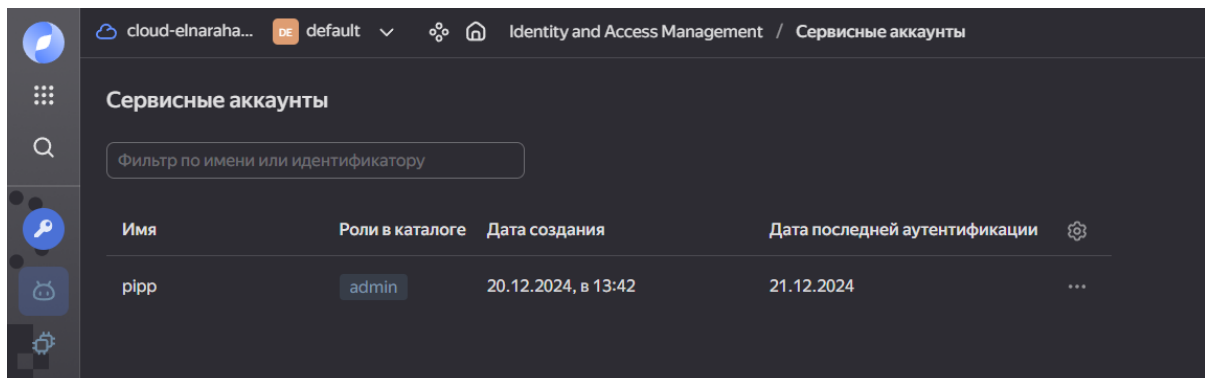 cloud-elnaraha... DE default Identity and Access Management / Сервисные аккаунты
Сервисные аккаунты
Фильтр по имени или идентификатору
Имя Роли в каталоге Дата создания Дата последней аутентификации
pipp admin 20.12.2024, в 13:42 21.12.2024